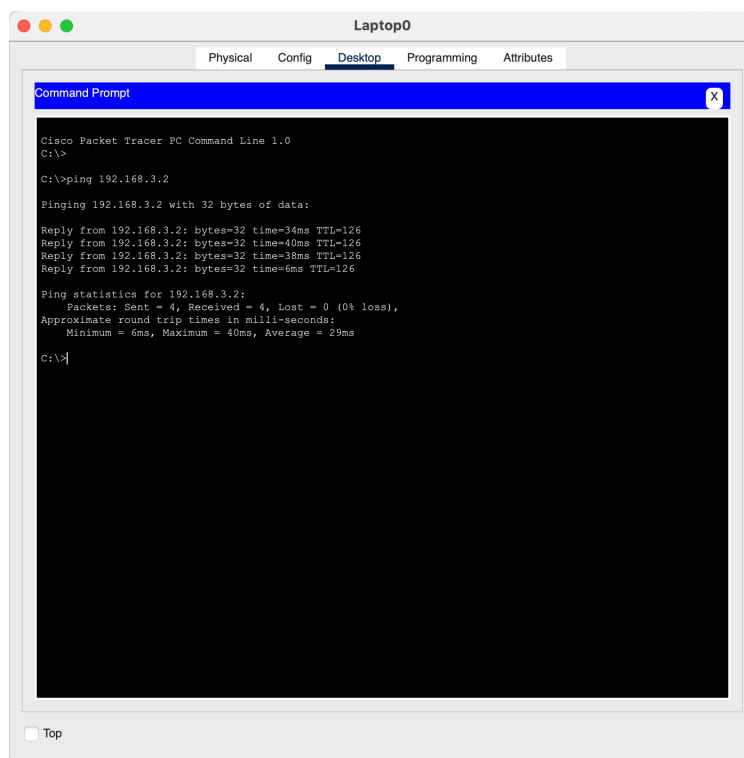 Laptop0
Physical Config Desktop Programming Attributes
Command Prompt
X
Cisco Packet Tracer PC Command Line 1.0
C:\>
C:\>ping 192.168.3.2
Pinging 192.168.3.2 with 32 bytes of data:
Reply from 192.168.3.2: bytes=32 time=34ms TTL=126
Reply from 192.168.3.2: bytes=32 time=40ms TTL=126
Reply from 192.168.3.2: bytes=32 time=38ms TTL=126
Reply from 192.168.3.2: bytes=32 time=6ms TTL=126
Ping statistics for 192.168.3.2:
    Packets: Sent = 4, Received = 4, Lost = 0 (0% loss),
Approximate round trip times in milli-seconds:
    Minimum = 6ms, Maximum = 40ms, Average = 29ms
C:\>
Top